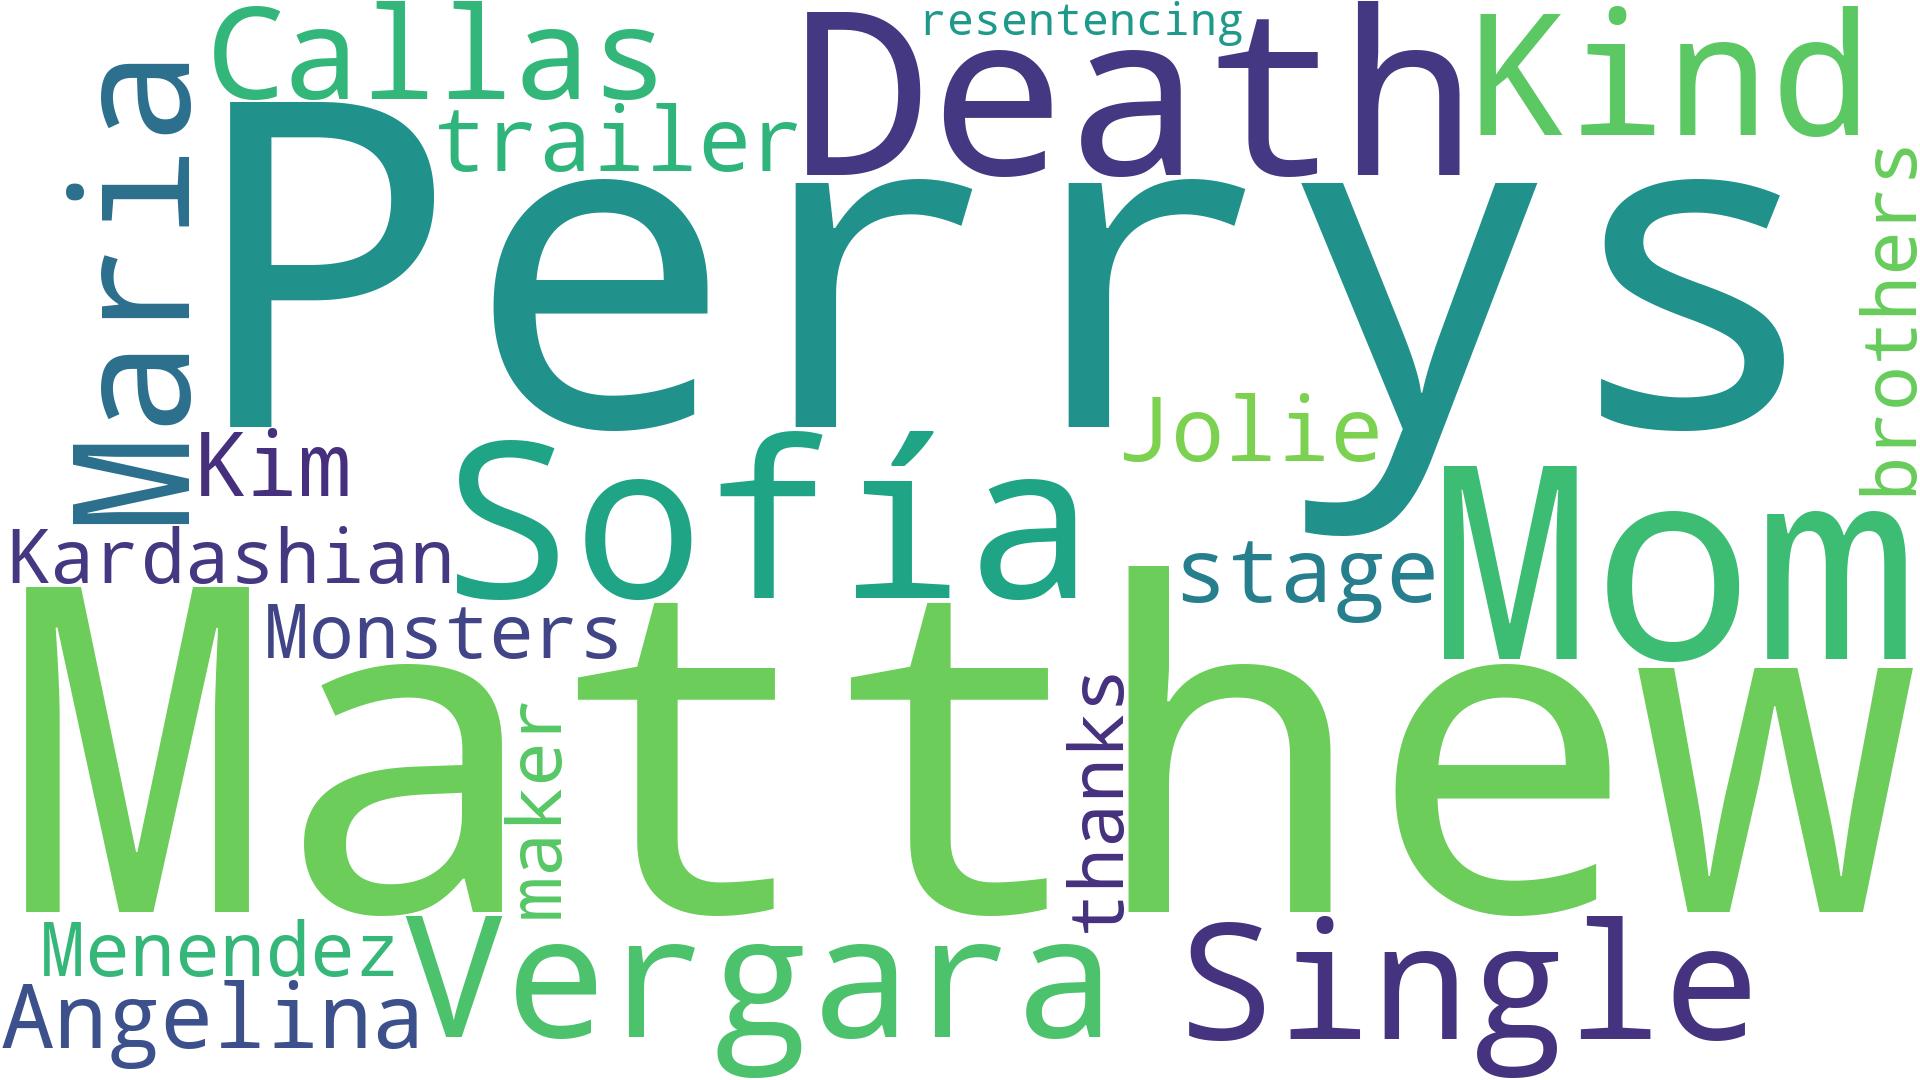 Callas
resentencing
Death
Kind
trailer
Maria
Perrys
brothers
Jolie
Kim
Sofía
Mom
Kardashian
stage
Monsters
Matthew
maker
thanks
Menendez
Vergara
Single
Angelina